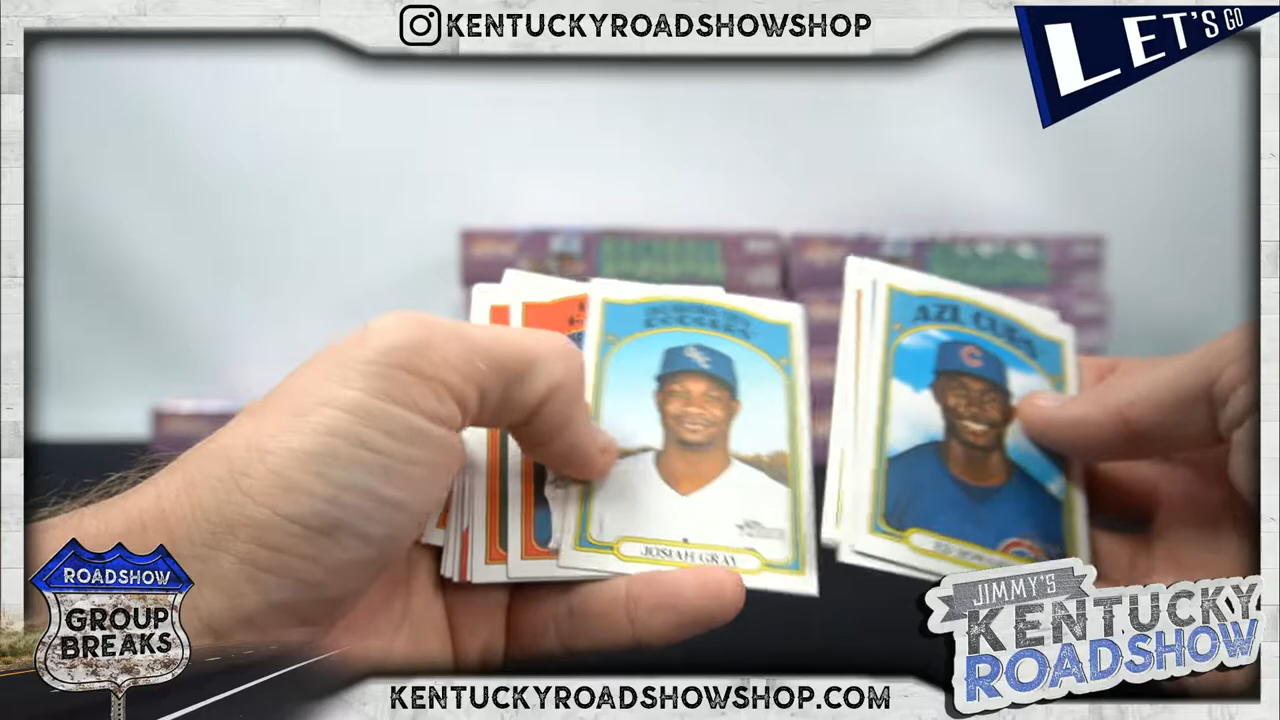 KENTUCKYROADSHOWSHOP
LET'S GO
AZL CUBS
JOSIAH GRAY
ROADSHOW
GROUP
BREAKS
JIMMY'S
KENTUCKY
ROADSHOW
KENTUCKYROADSHOWSHOP.COM